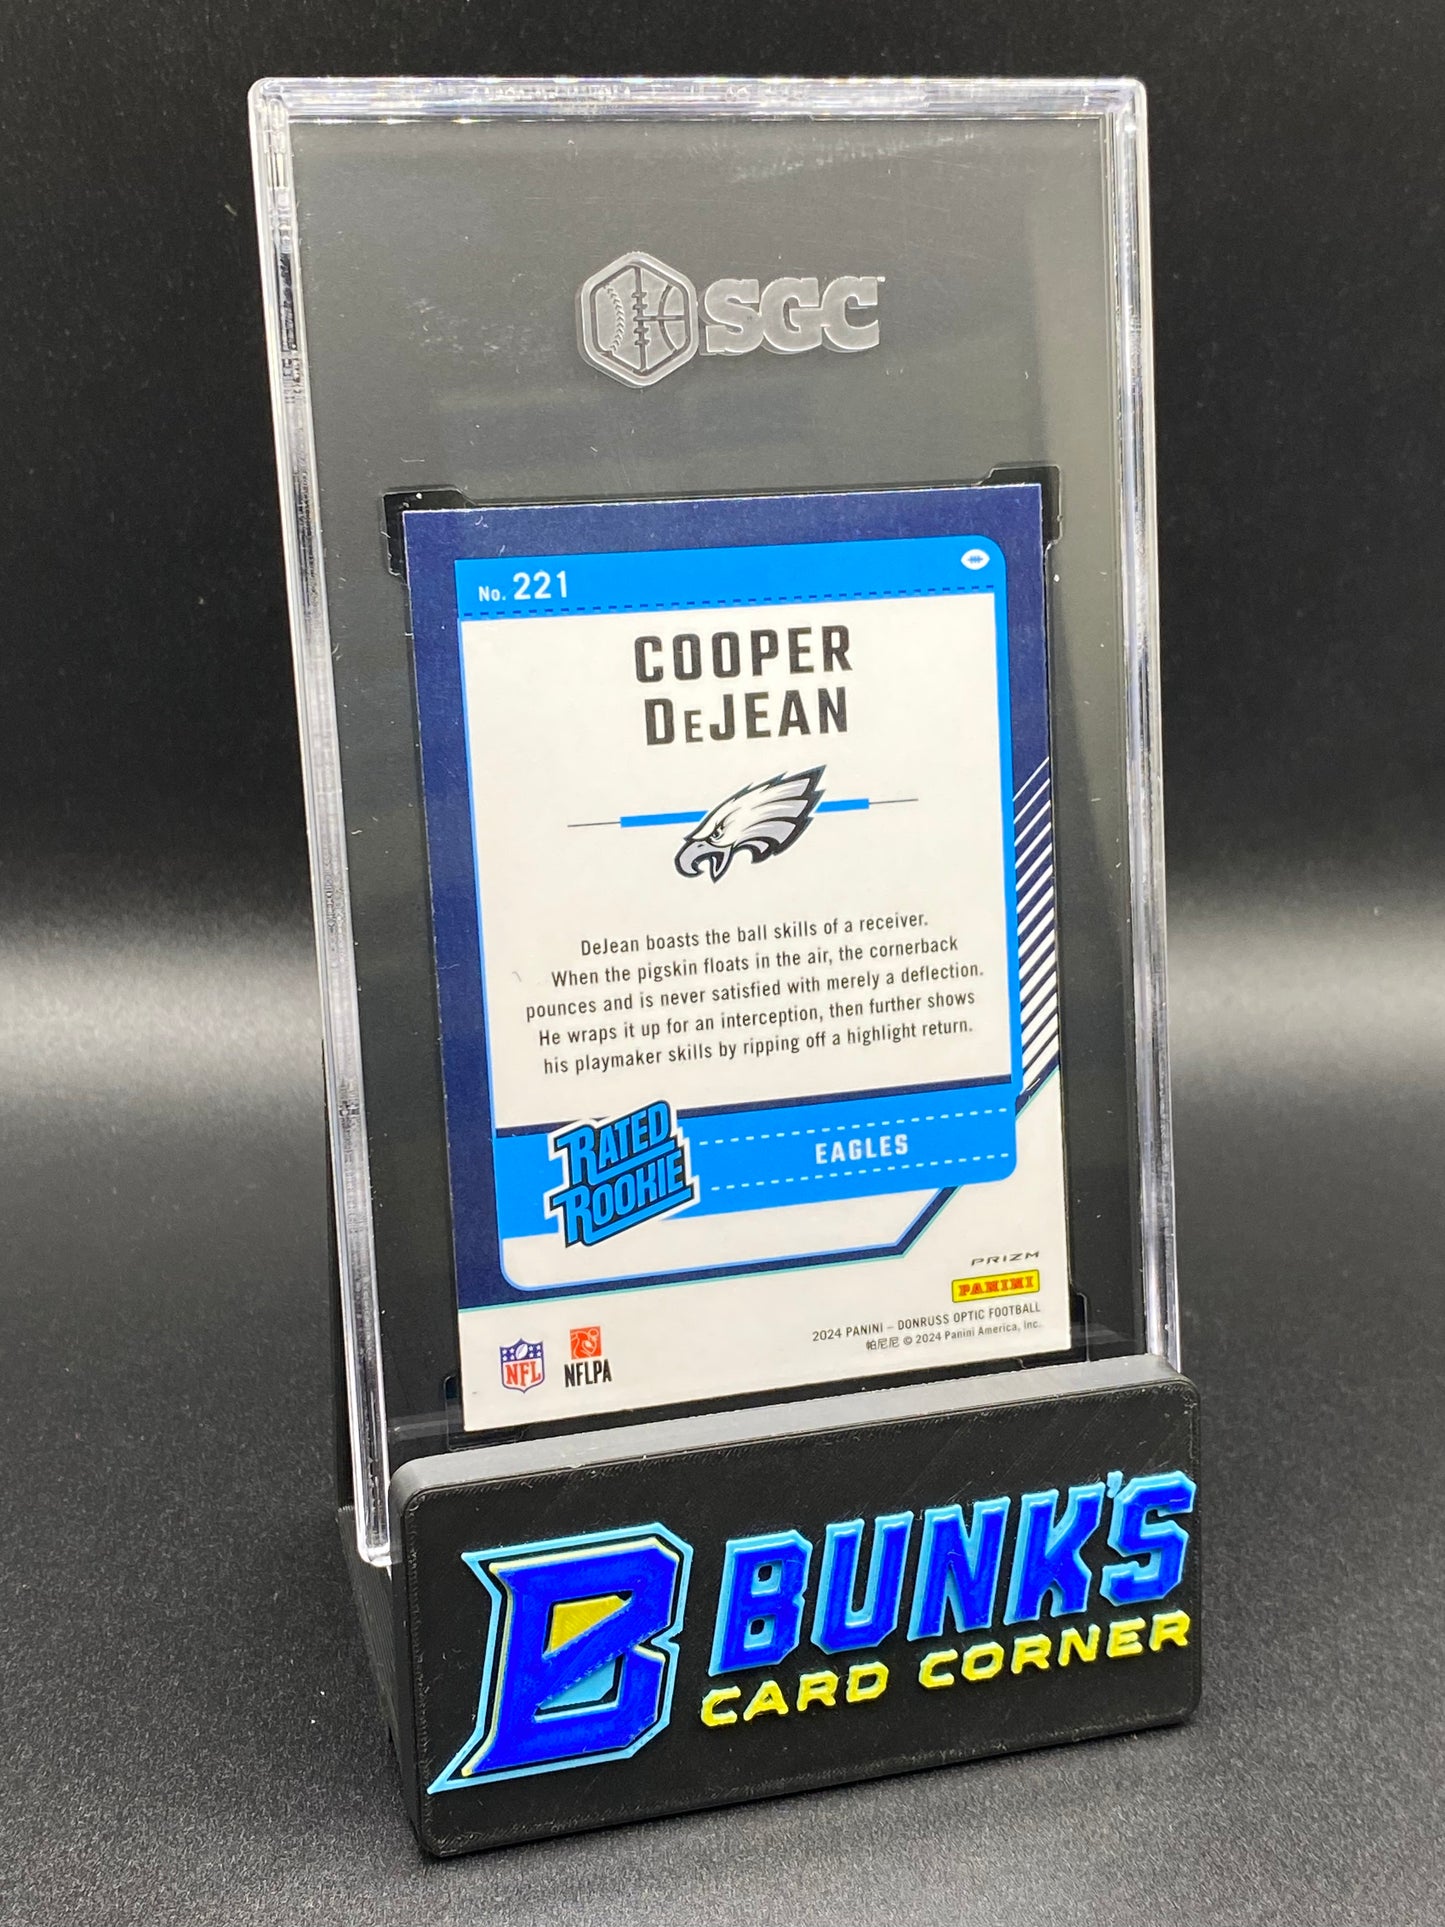 SGC
No. 221
COOPER
DeJEAN
DeJean boasts the ball skills of a receiver.
When the pigskin floats in the air, the cornerback
pounces and is never satisfied with merely a deflection.
He wraps it up for an interception, then further shows
his playmaker skills by ripping off a highlight return.
RATED
ROOKIE
EAGLES
PRIZM
PANINI
2024 PANINI – DONRUSS OPTIC FOOTBALL
帕尼尼 © 2024 Panini America, Inc.
NFL
NFLPA
B BUNK'S
CARD CORNER